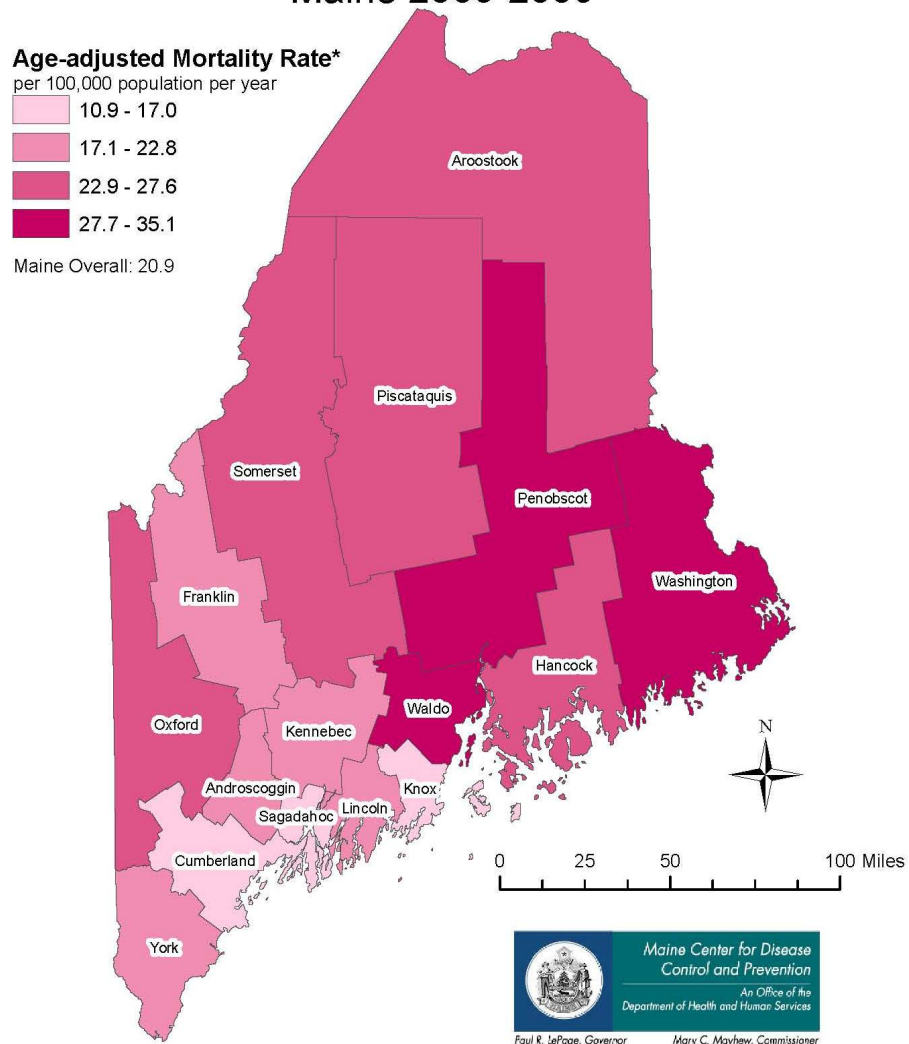 Age-adjusted Mortality Rate*
per 100,000 population per year
10.9 - 17.0
17.1 - 22.8
22.9 - 27.6
27.7 - 35.1
Maine Overall: 20.9
Aroostook
Piscataquis
Somerset
Penobscot
Washington
Franklin
Hancock
Waldo
Oxford
Kennebec
Androscoggin
Knox
Lincoln
Sagadahoc
Cumberland
York
N
0 25 50 100 Miles
Maine Center for Disease
Control and Prevention
An Office of the
Department of Health and Human Services
Paul R. LePage, Governor Mary C. Mayhew, Commissioner